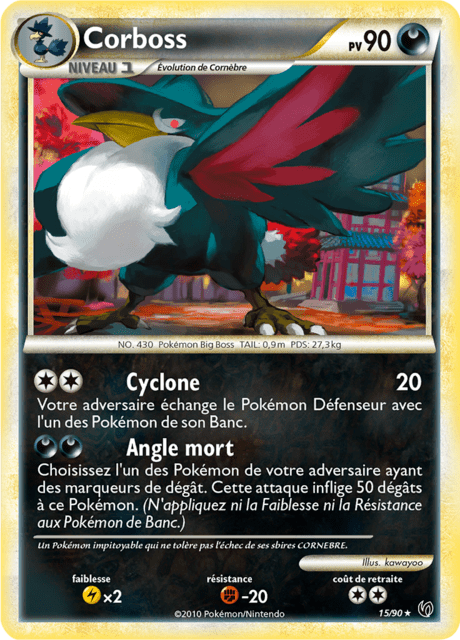 Corboss
PV 90
NIVEAU 1
Évolution de Cornèbre
NO. 430 Pokémon Big Boss TAIL: 0,9m PDS: 27,3kg
Cyclone 20
Votre adversaire échange le Pokémon Défenseur avec
l'un des Pokémon de son Banc.
Angle mort
Choisissez l'un des Pokémon de votre adversaire ayant
des marqueurs de dégât. Cette attaque inflige 50 dégâts
à ce Pokémon. (N'appliquez ni la Faiblesse ni la Résistance
aux Pokémon de Banc.)
Un Pokémon impitoyable qui ne tolère pas l'échec de ses sbires CORNEBRE.
Illus. kawayoo
faiblesse résistance coût de retraite
×2 -20
©2010 Pokémon/Nintendo 15/90 ★